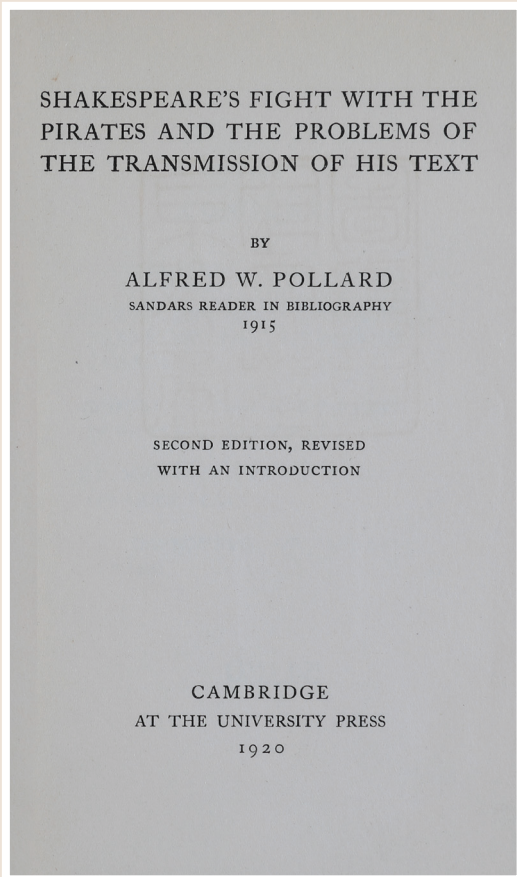 SHAKESPEARE'S FIGHT WITH THE
PIRATES AND THE PROBLEMS OF
THE TRANSMISSION OF HIS TEXT
BY
ALFRED W. POLLARD
SANDARS READER IN BIBLIOGRAPHY
1915
SECOND EDITION, REVISED
WITH AN INTRODUCTION
CAMBRIDGE
AT THE UNIVERSITY PRESS
1920